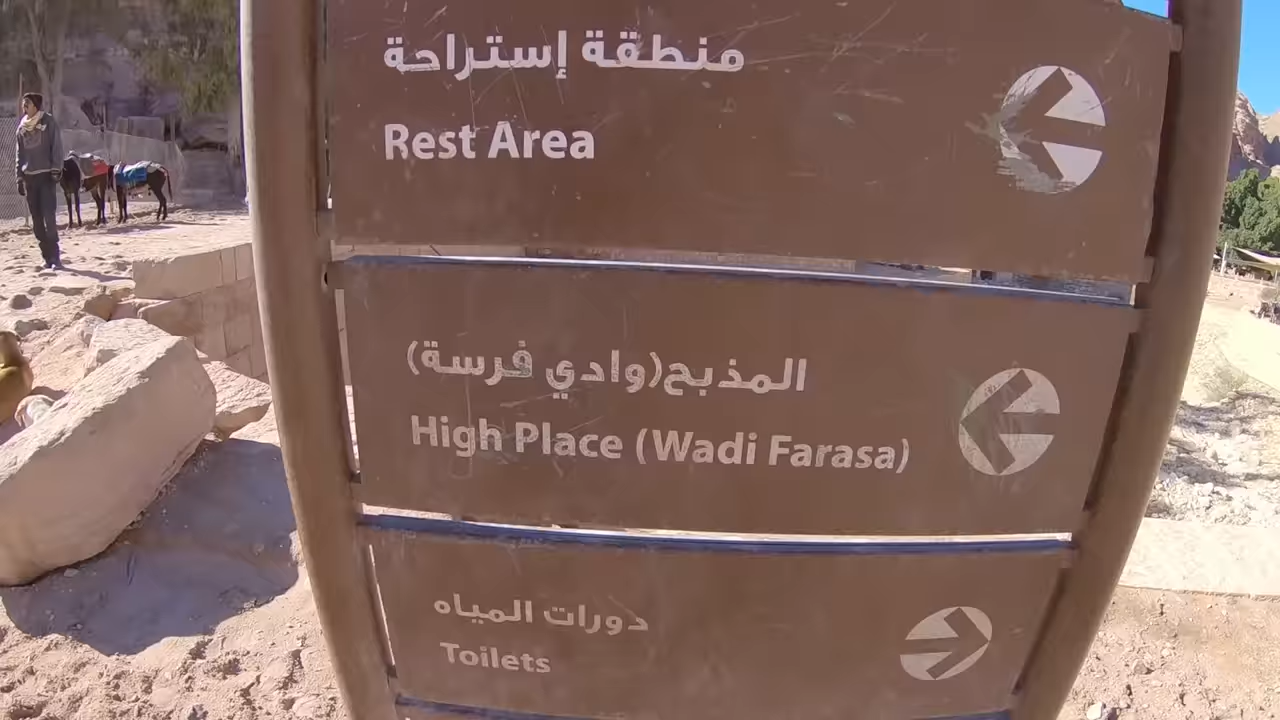 منطقة إستراحة
Rest Area
المذبح(وادي فرسة)
High Place (Wadi Farasa)
دورات المياه
Toilets